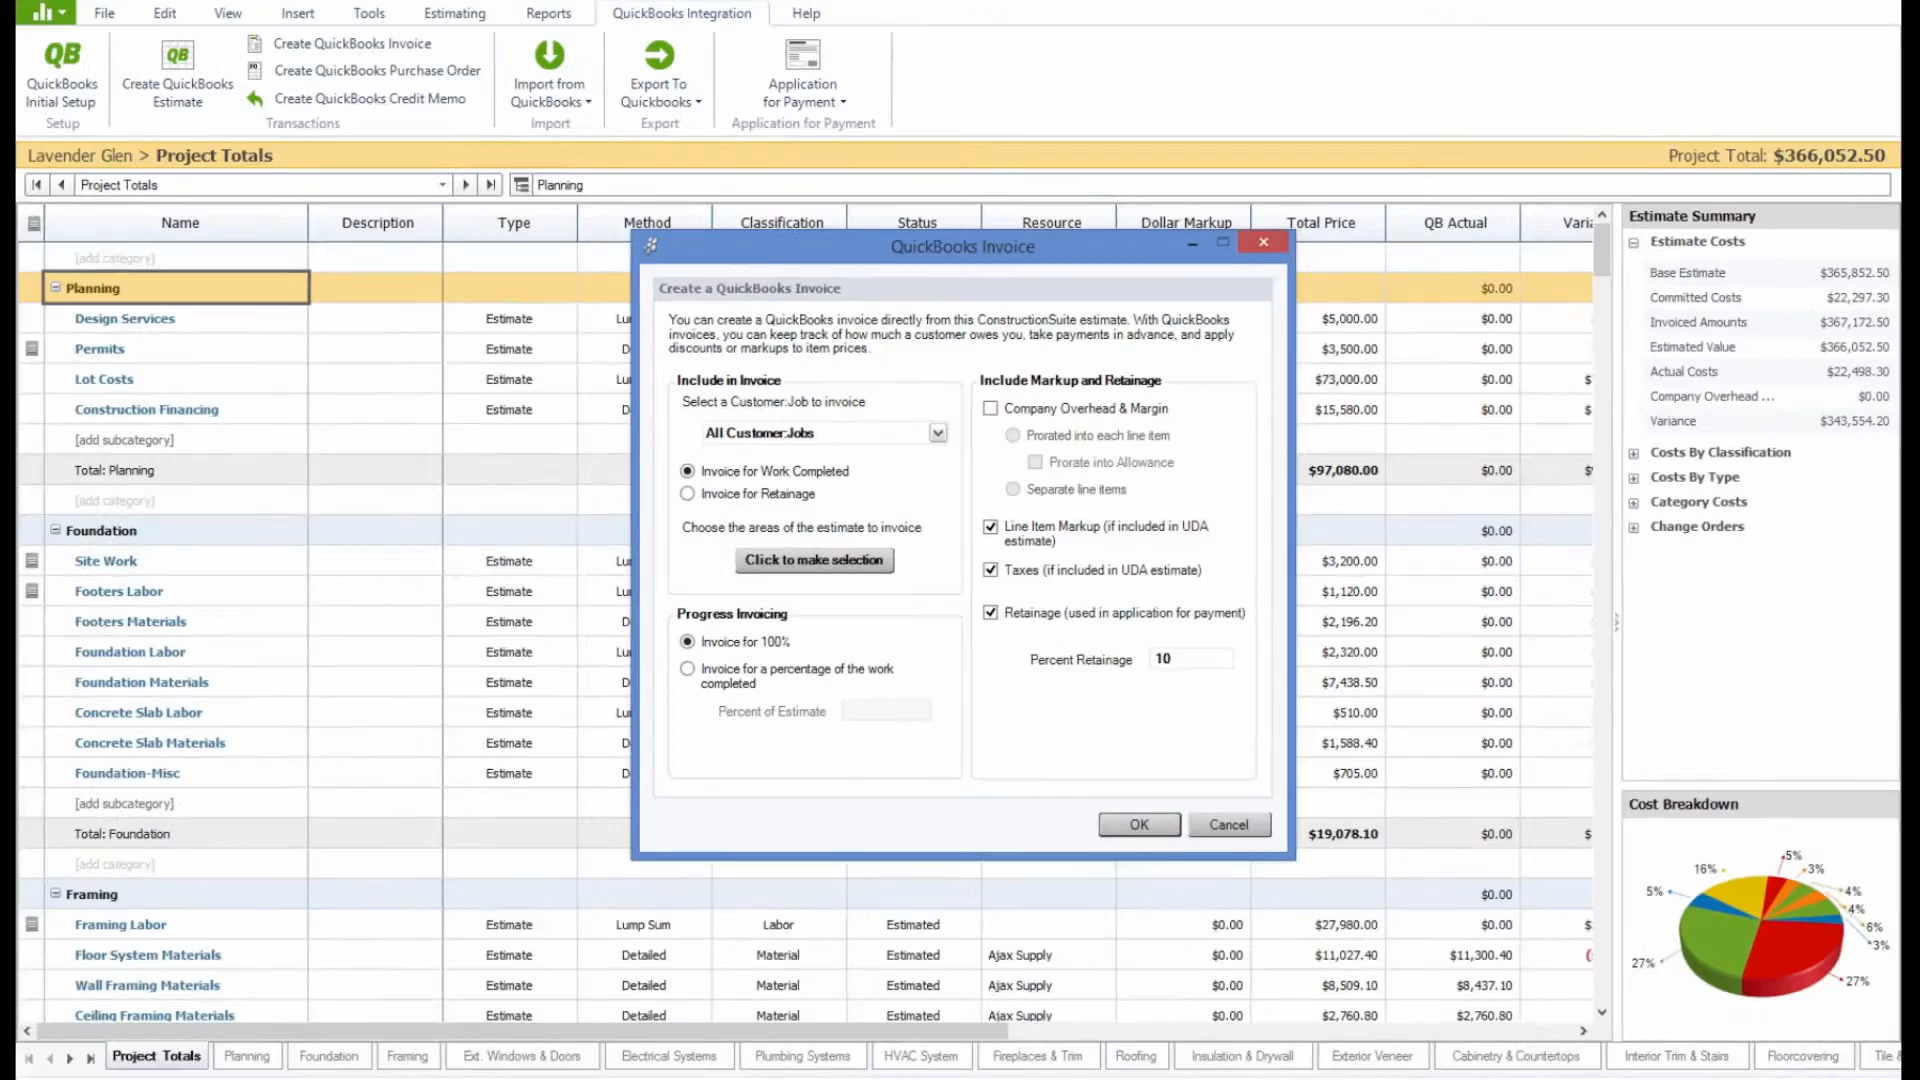 File Edit View Insert Tools Estimating Reports QuickBooks Integration Help
QB QuickBooks Initial Setup
Setup
QB Create QuickBooks Estimate
Create QuickBooks Invoice
PO Create QuickBooks Purchase Order
Create QuickBooks Credit Memo
Transactions
Import from QuickBooks
Import
Export To Quickbooks
Export
Application for Payment
Application for Payment
Lavender Glen > Project Totals Project Total: $366,052.50
Project Totals Planning
Name Description Type Method Classification Status Resource Dollar Markup Total Price QB Actual Varia
[add category]
Planning $0.00
Design Services Estimate Lu $5,000.00 $0.00
Permits Estimate D $3,500.00 $0.00
Lot Costs Estimate Lu $73,000.00 $0.00
Construction Financing Estimate D $15,580.00 $0.00
[add subcategory]
Total: Planning $97,080.00 $0.00
[add category]
Foundation $0.00
Site Work Estimate Lu $3,200.00 $0.00
Footers Labor Estimate D $1,120.00 $0.00
Footers Materials Estimate D $2,196.20 $0.00
Foundation Labor Estimate Lu $2,320.00 $0.00
Foundation Materials Estimate D $7,438.50 $0.00
Concrete Slab Labor Estimate Lu $510.00 $0.00
Concrete Slab Materials Estimate D $1,588.40 $0.00
Foundation-Misc Estimate D $705.00 $0.00
[add subcategory]
Total: Foundation $19,078.10 $0.00 $
[add category]
Framing $0.00
Framing Labor Estimate Lump Sum Labor Estimated $0.00 $27,980.00 $0.00 $
Floor System Materials Estimate Detailed Material Estimated Ajax Supply $0.00 $11,027.40 $11,300.40 (
Wall Framing Materials Estimate Detailed Material Estimated Ajax Supply $0.00 $8,509.10 $8,437.10
Ceiling Framing Materials Estimate Detailed Material Estimated Ajax Supply $0.00 $2,760.80 $2,760.80
QuickBooks Invoice
Create a QuickBooks Invoice
You can create a QuickBooks invoice directly from this ConstructionSuite estimate. With QuickBooks
invoices, you can keep track of how much a customer owes you, take payments in advance, and apply
discounts or markups to item prices.
Include in Invoice
Select a Customer:Job to invoice
All Customer:Jobs
Invoice for Work Completed
Invoice for Retainage
Choose the areas of the estimate to invoice
Click to make selection
Progress Invoicing
Invoice for 100%
Invoice for a percentage of the work
completed
Percent of Estimate
Include Markup and Retainage
Company Overhead & Margin
Prorated into each line item
Prorate into Allowance
Separate line items
Line Item Markup (if included in UDA
estimate)
Taxes (if included in UDA estimate)
Retainage (used in application for payment)
Percent Retainage 10
OK Cancel
Estimate Summary
Estimate Costs
Base Estimate $365,852.50
Committed Costs $22,297.30
Invoiced Amounts $367,172.50
Estimated Value $366,052.50
Actual Costs $22,498.30
Company Overhead ... $0.00
Variance $343,554.20
Costs By Classification
Costs By Type
Category Costs
Change Orders
Cost Breakdown
5%
16% 3%
5% 4%
4%
6%
3%
27%
27%
Project Totals Planning Foundation Framing Ext. Windows & Doors Electrical Systems Plumbing Systems HVAC System Fireplaces & Trim Roofing Insulation & Drywall Exterior Veneer Cabinetry & Countertops Interior Trim & Stairs Floorcovering Tile &